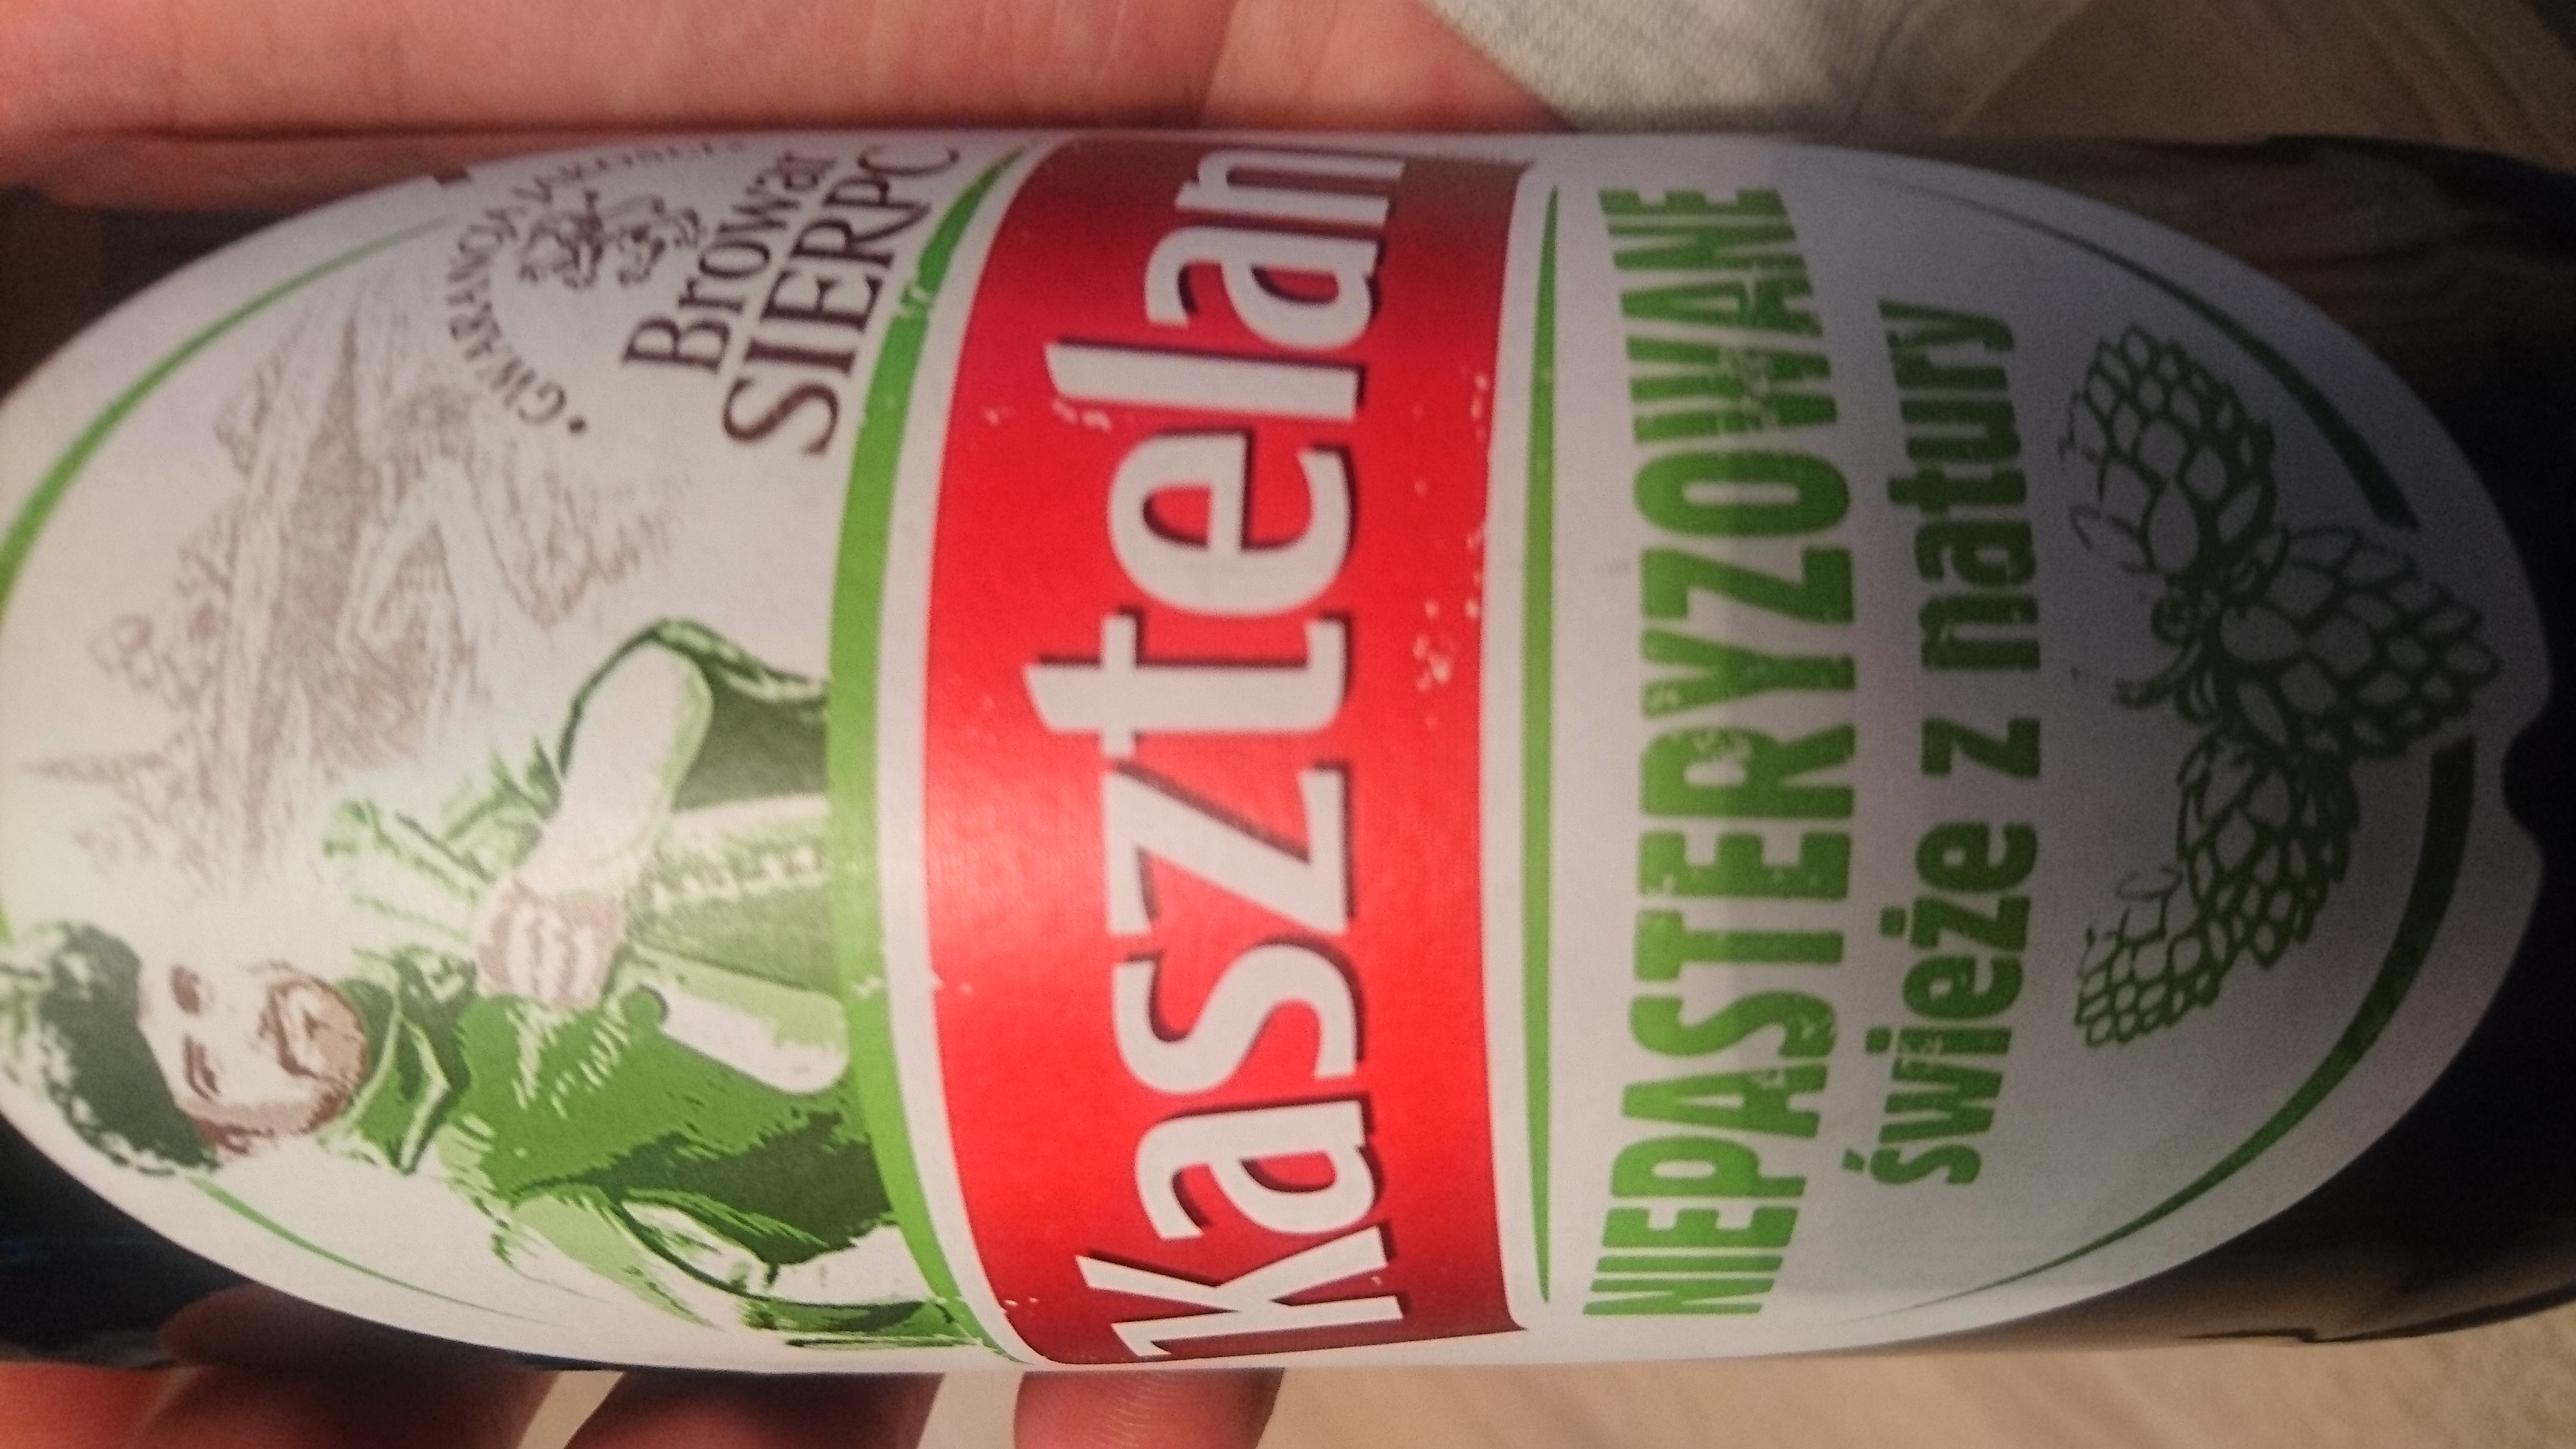 GWARANCJA
Browar
SIERPC
Kasztelan
NIEPASTERYZOWANE
świeże z natury